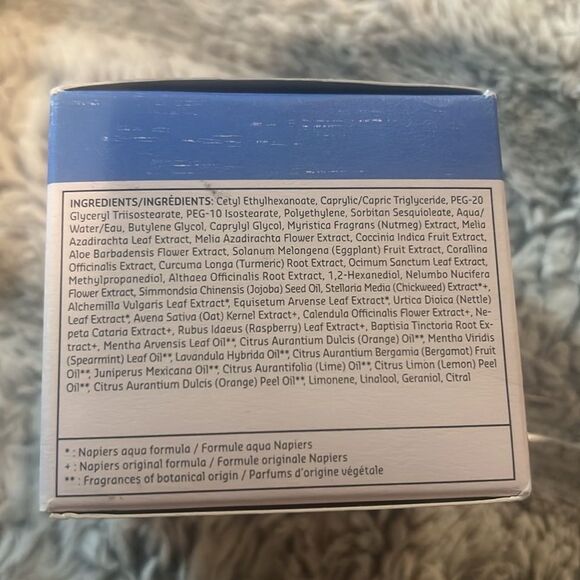 INGREDIENTS/INGRÉDIENTS: Cetyl Ethylhexanoate, Caprylic/Capric Triglyceride, PEG-20
Glyceryl Triisostearate, PEG-10 Isostearate, Polyethylene, Sorbitan Sesquioleate, Aqua/
Water/Eau, Butylene Glycol, Caprylyl Glycol, Myristica Fragrans (Nutmeg) Extract, Melia
Azadirachta Leaf Extract, Melia Azadirachta Flower Extract, Coccinia Indica Fruit Extract,
Aloe Barbadensis Flower Extract, Solanum Melongena (Eggplant) Fruit Extract, Corallina
Officinalis Extract, Curcuma Longa (Turmeric) Root Extract, Ocimum Sanctum Leaf Extract,
Methylpropanediol, Althaea Officinalis Root Extract, 1,2-Hexanediol, Nelumbo Nucifera
Flower Extract, Simmondsia Chinensis (Jojoba) Seed Oil, Stellaria Media (Chickweed) Extract*+,
Alchemilla Vulgaris Leaf Extract*, Equisetum Arvense Leaf Extract*, Urtica Dioica (Nettle)
Leaf Extract*, Avena Sativa (Oat) Kernel Extract+, Calendula Officinalis Flower Extract+, Ne-
peta Cataria Extract+, Rubus Idaeus (Raspberry) Leaf Extract+, Baptisia Tinctoria Root Ex-
tract+, Mentha Arvensis Leaf Oil**, Citrus Aurantium Dulcis (Orange) Oil**, Mentha Viridis
(Spearmint) Leaf Oil**, Lavandula Hybrida Oil**, Citrus Aurantium Bergamia (Bergamot) Fruit
Oil**, Juniperus Mexicana Oil**, Citrus Aurantifolia (Lime) Oil**, Citrus Limon (Lemon) Peel
Oil**, Citrus Aurantium Dulcis (Orange) Peel Oil**, Limonene, Linalool, Geraniol, Citral
* : Napiers aqua formula / Formule aqua Napiers
+ : Napiers original formula / Formule originale Napiers
** : Fragrances of botanical origin / Parfums d'origine végétale